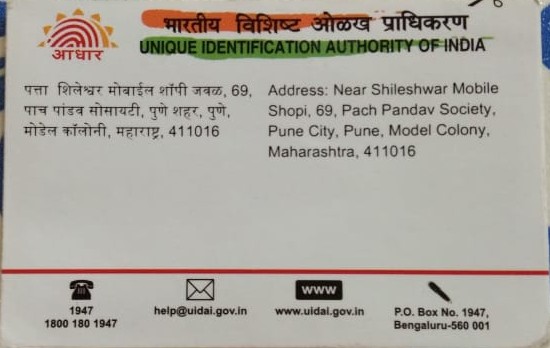 भारतीय विशिष्ट ओळख प्राधिकरण
UNIQUE IDENTIFICATION AUTHORITY OF INDIA
आधार
पत्ता शिलेश्वर मोबाईल शॉपी जवळ, 69,
पाच पांडव सोसायटी, पुणे शहर, पुणे,
मोडेल कॉलोनी, महाराष्ट्र, 411016
Address: Near Shileshwar Mobile
Shopi, 69, Pach Pandav Society,
Pune City, Pune, Model Colony,
Maharashtra, 411016
1947
1800 180 1947
help@uidai.gov.in
www
www.uidai.gov.in
P.O. Box No. 1947,
Bengaluru-560 001